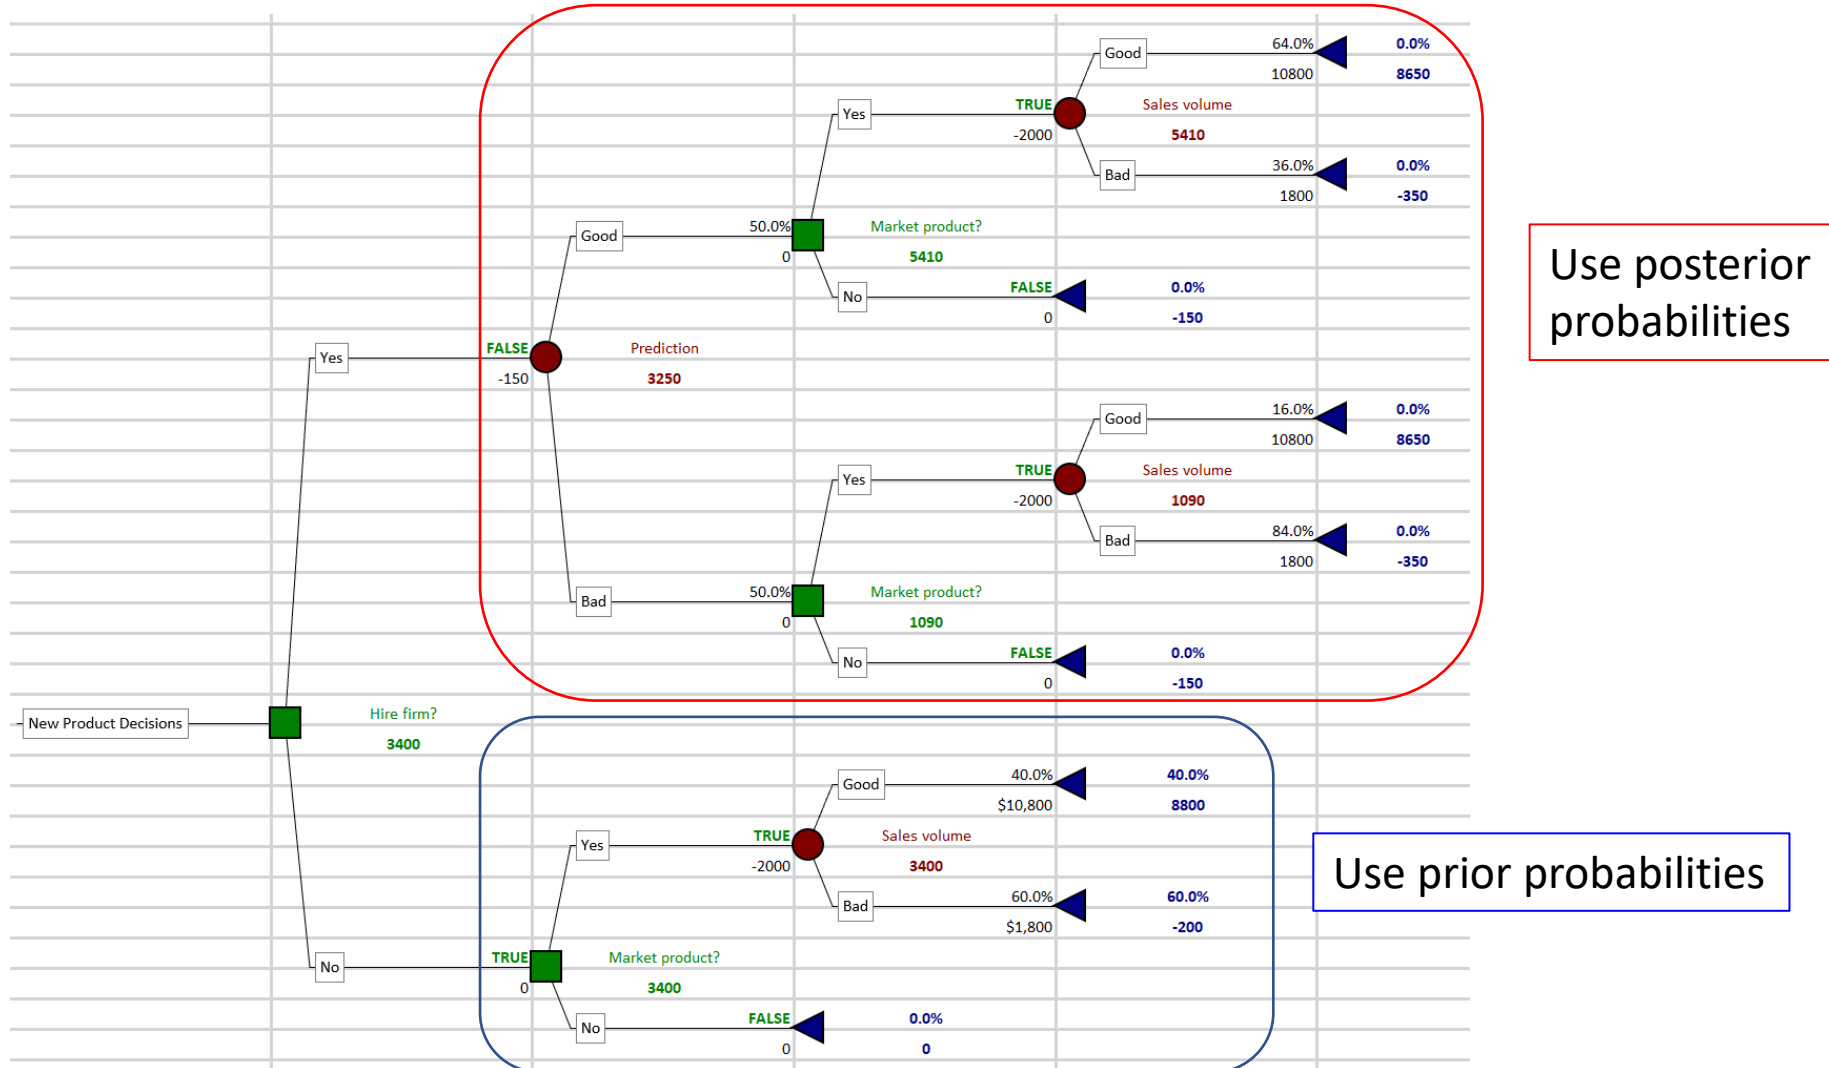 Good 64.0% 0.0%
10800 8650
Yes TRUE Sales volume
-2000 5410
Bad 36.0% 0.0%
1800 -350
Good 50.0% Market product?
0 5410
No FALSE 0.0%
0 -150
Use posterior
probabilities
Yes FALSE Prediction
-150 3250
Good 16.0% 0.0%
10800 8650
Yes TRUE Sales volume
-2000 1090
Bad 84.0% 0.0%
1800 -350
Bad 50.0% Market product?
0 1090
No FALSE 0.0%
0 -150
New Product Decisions Hire firm?
3400
Good 40.0% 40.0%
$10,800 8800
Yes TRUE Sales volume
-2000 3400
Use prior probabilities
Bad 60.0% 60.0%
$1,800 -200
No TRUE Market product?
0 3400
No FALSE 0.0%
0 0